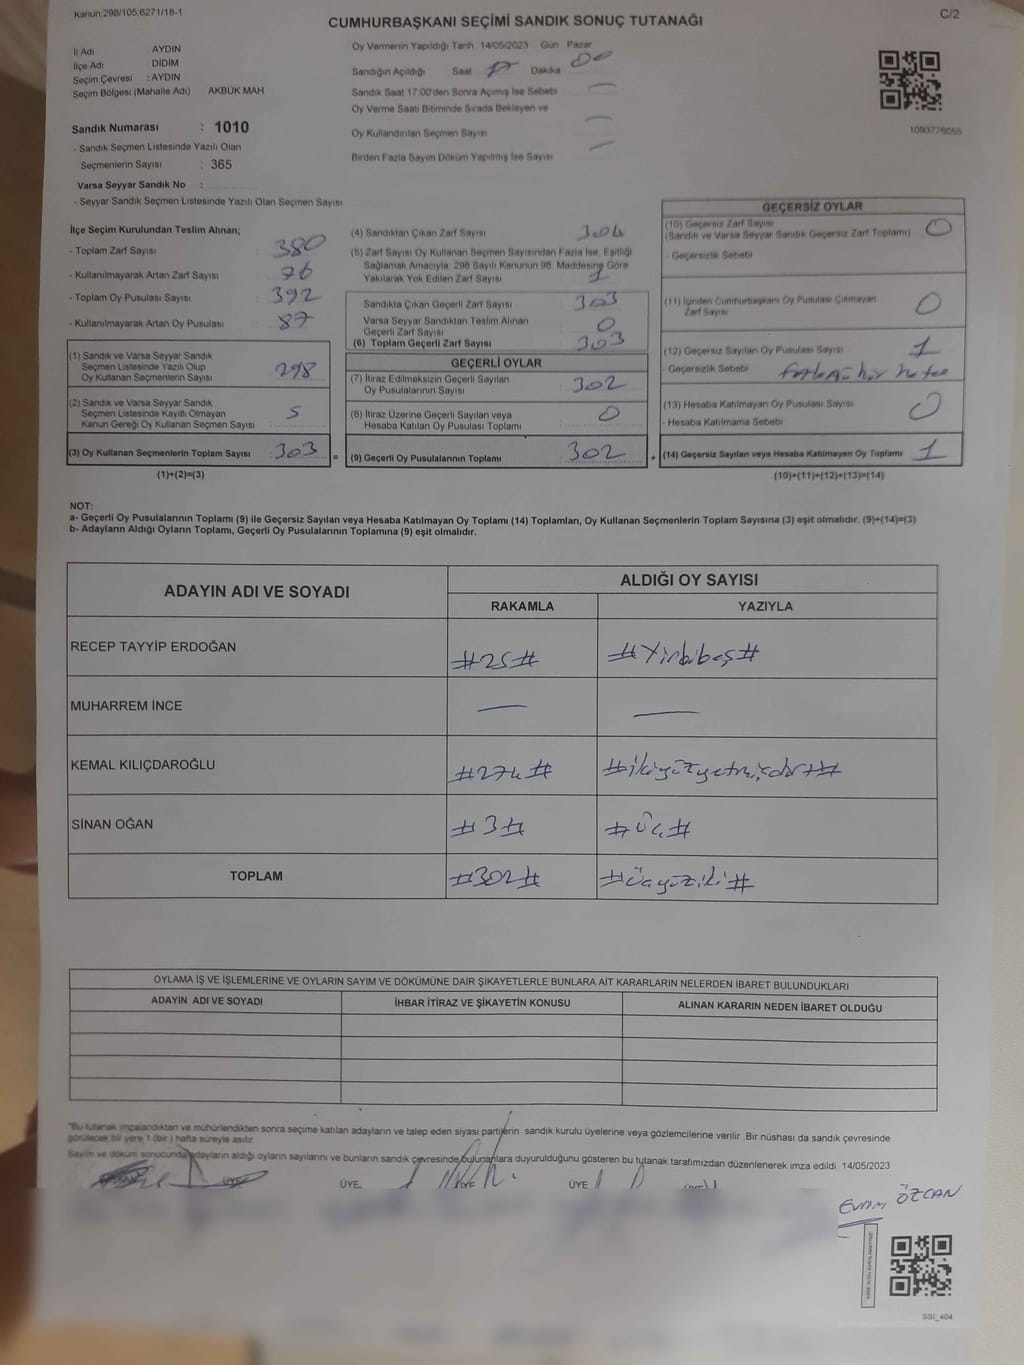 Kanun 298/105,6271/18-1
C/2
CUMHURBAŞKANI SEÇİMİ SANDIK SONUÇ TUTANAĞI
İl Adı AYDIN
İlçe Adı DİDİM
Seçim Çevresi : AYDIN
Seçim Bölgesi (Mahalle Adı) AKBÜK MAH
Oy Vermenin Yapıldığı Tarih 14/05/2023 Gün Pazar
Sandığın Açıldığı Saat 17 Dakika 00
Sandık Saat 17:00'den Sonra Açımış İse Sebebi —
Oy Verme Saati Bitiminde Sırada Bekleyen ve
Oy Kullandırılan Seçmen Sayısı —
Birden Fazla Sayım Döküm Yapılmış İse Sayısı —
1093776055
Sandık Numarası : 1010
- Sandık Seçmen Listesinde Yazılı Olan
Seçmenlerin Sayısı : 365
Varsa Seyyar Sandık No :
- Seyyar Sandık Seçmen Listesinde Yazılı Olan Seçmen Sayısı
İlçe Seçim Kurulundan Teslim Alınan;
- Toplam Zarf Sayısı : 380
- Kullanılmayarak Artan Zarf Sayısı : 76
- Toplam Oy Pusulası Sayısı : 392
- Kullanılmayarak Artan Oy Pusulası : 87
(1) Sandık ve Varsa Seyyar Sandık
Seçmen Listesinde Yazılı Olup
Oy Kullanan Seçmenlerin Sayısı : 298
(2) Sandık ve Varsa Seyyar Sandık
Seçmen Listesinde Kayıtlı Olmayan
Kanun Gereği Oy Kullanan Seçmen Sayısı : 5
(3) Oy Kullanan Seçmenlerin Toplam Sayısı : 303 =
(1)+(2)=(3)
(4) Sandıktan Çıkan Zarf Sayısı : 304
(5) Zarf Sayısı Oy Kullanan Seçmen Sayısından Fazla İse, Eşitliği
Sağlamak Amacıyla, 298 Sayılı Kanunun 98. Maddesine Göre
Yakılarak Yok Edilen Zarf Sayısı : 1
Sandıkta Çıkan Geçerli Zarf Sayısı : 303
Varsa Seyyar Sandıktan Teslim Alınan
Geçerli Zarf Sayısı : 0
(6) Toplam Geçerli Zarf Sayısı : 303
GEÇERLİ OYLAR
(7) İtiraz Edilmeksizin Geçerli Sayılan
Oy Pusulalarının Sayısı : 302
(8) İtiraz Üzerine Geçerli Sayılan veya
Hesaba Katılan Oy Pusulası Toplamı : 0
(9) Geçerli Oy Pusulalarının Toplamı : 302 +
GEÇERSİZ OYLAR
(10) Geçersiz Zarf Sayısı 0
(Sandık ve Varsa Seyyar Sandık Geçersiz Zarf Toplamı)
- Geçersizlik Sebebi
(11) İçinden Cumhurbaşkanı Oy Pusulası Çıkmayan
Zarf Sayısı 0
(12) Geçersiz Sayılan Oy Pusulası Sayısı 1
- Geçersizlik Sebebi
(13) Hesaba Katılmayan Oy Pusulası Sayısı 0
- Hesaba Katılmama Sebebi
(14) Geçersiz Sayılan veya Hesaba Katılmayan Oy Toplamı 1
(10)+(11)+(12)+(13)=(14)
NOT:
a- Geçerli Oy Pusulalarının Toplamı (9) ile Geçersiz Sayılan veya Hesaba Katılmayan Oy Toplamı (14) Toplamları, Oy Kullanan Seçmenlerin Toplam Sayısına (3) eşit olmalıdır. (9)+(14)=(3)
b- Adayların Aldığı Oyların Toplamı, Geçerli Oy Pusulalarının Toplamına (9) eşit olmalıdır.
ADAYIN ADI VE SOYADI
ALDIĞI OY SAYISI
RAKAMLA YAZIYLA
RECEP TAYYİP ERDOĞAN #25# #Yirmibeş#
MUHARREM İNCE — —
KEMAL KILIÇDAROĞLU #274# #ikiyüzyetmişdört#
SİNAN OĞAN #3# #Üç#
TOPLAM #302# #Üçyüziki#
OYLAMA İŞ VE İŞLEMLERİNE VE OYLARIN SAYIM VE DÖKÜMÜNE DAİR ŞİKAYETLERLE BUNLARA AİT KARARLARIN NELERDEN İBARET BULUNDUKLARI
ADAYIN ADI VE SOYADI İHBAR İTİRAZ VE ŞİKAYETİN KONUSU ALINAN KARARIN NEDEN İBARET OLDUĞU
"Bu tutanak imzalandıktan ve mühürlendikten sonra seçime katılan adayların ve talep eden siyasi partilerin sandık kurulu üyelerine veya gözlemcilerine verilir .Bir nüshası da sandık çevresinde
görülecek bir yere 1 (bir ) hafta süreyle asılır.
Sayım ve döküm sonucunda adayların aldığı oyların sayılarını ve bunların sandık çevresinde bulunanlara duyurulduğunu gösteren bu tutanak tarafımızdan düzenlenerek imza edildi. 14/05/2023
ÜYE ÜYE ÜYE ÜYE
ÖZCAN
SSI_404